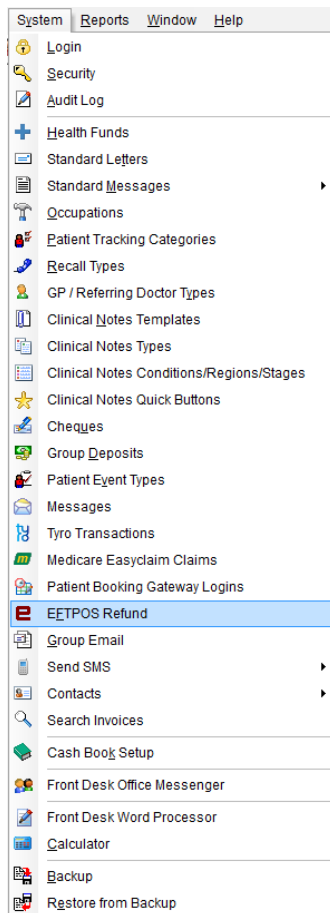 System Reports Window Help
Login
Security
Audit Log
Health Funds
Standard Letters
Standard Messages
Occupations
Patient Tracking Categories
Recall Types
GP / Referring Doctor Types
Clinical Notes Templates
Clinical Notes Types
Clinical Notes Conditions/Regions/Stages
Clinical Notes Quick Buttons
Cheques
Group Deposits
Patient Event Types
Messages
Tyro Transactions
Medicare Easyclaim Claims
Patient Booking Gateway Logins
EFTPOS Refund
Group Email
Send SMS
Contacts
Search Invoices
Cash Book Setup
Front Desk Office Messenger
Front Desk Word Processor
Calculator
Backup
Restore from Backup